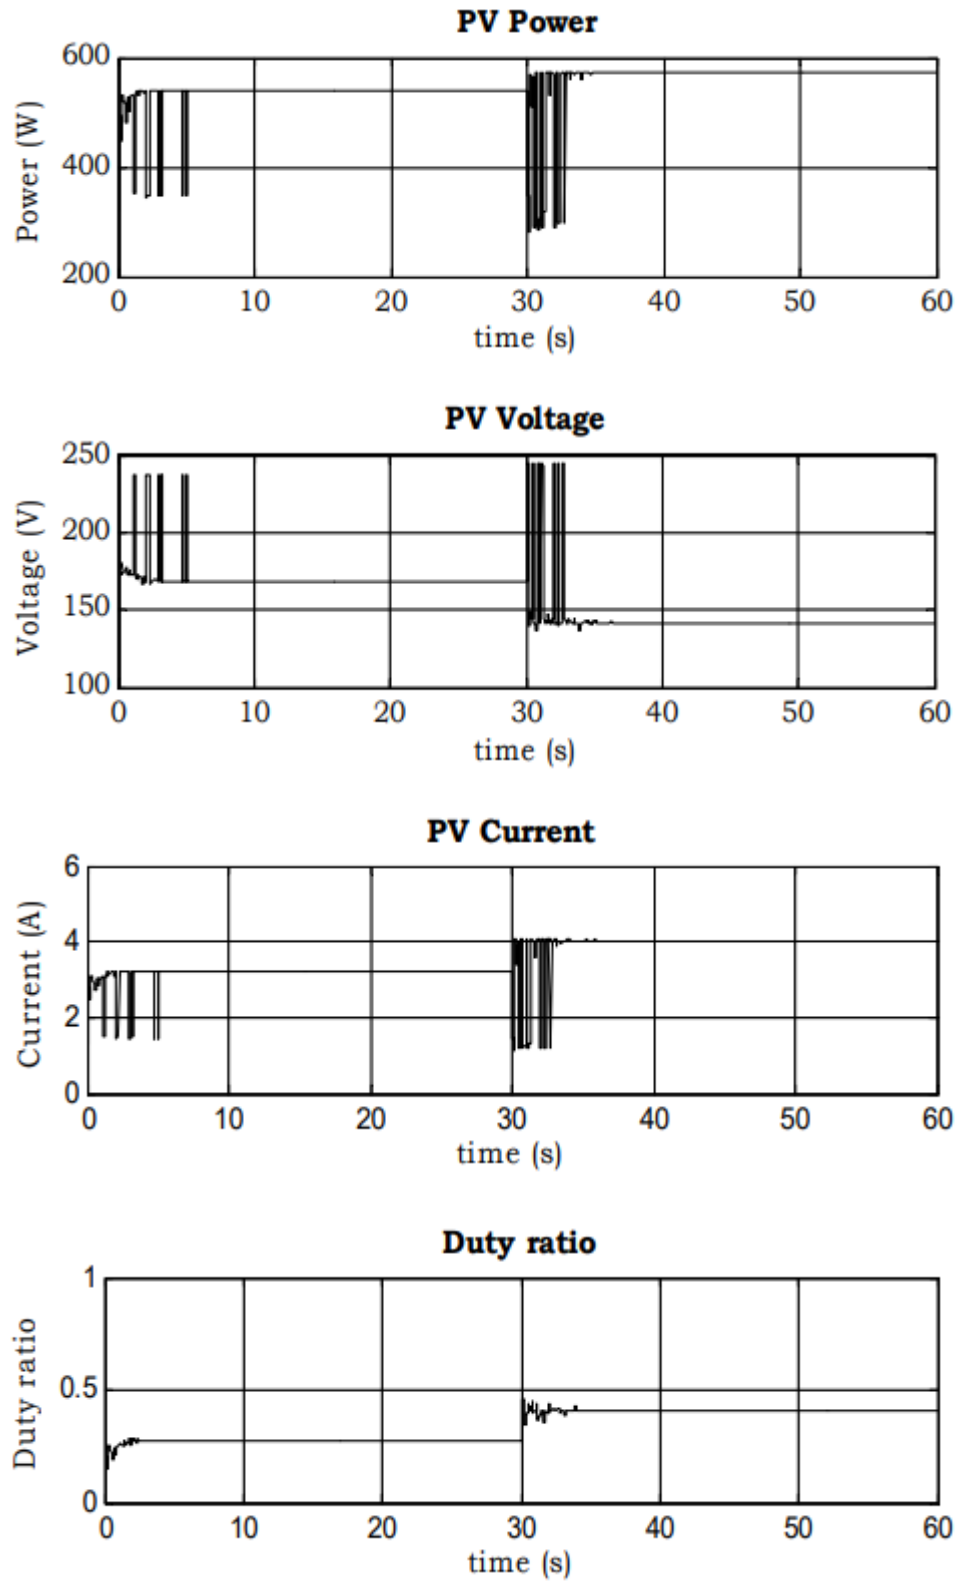 PV Power
600
400
200
Power (W)
0 10 20 30 40 50 60
time (s)
PV Voltage
250
200
150
100
Voltage (V)
0 10 20 30 40 50 60
time (s)
PV Current
6
4
2
0
Current (A)
0 10 20 30 40 50 60
time (s)
Duty ratio
1
0.5
0
Duty ratio
0 10 20 30 40 50 60
time (s)